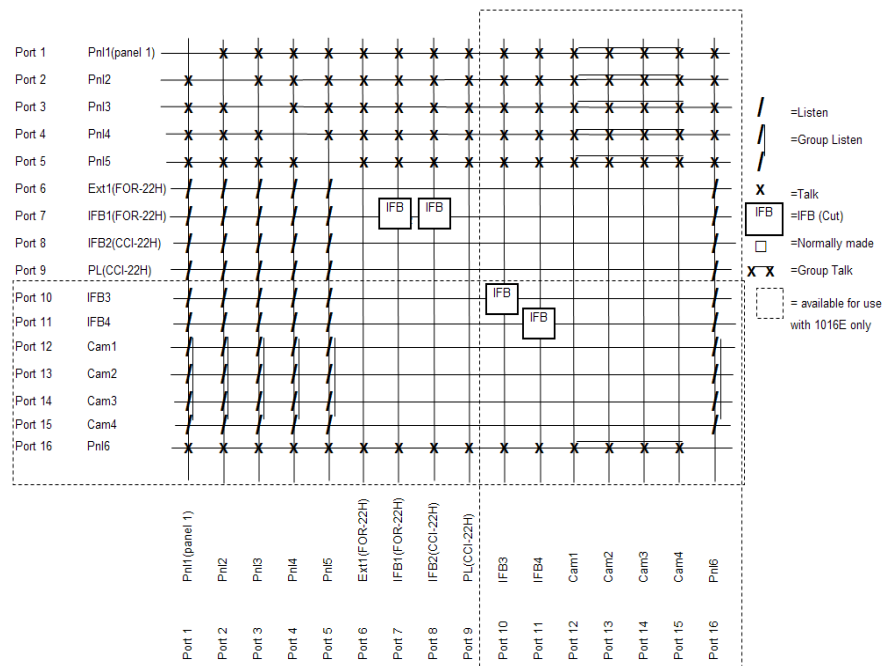 Port 1 Pnl1(panel 1) X X X X X X X X X X X X X X X
Port 2 Pnl2 X X X X X X X X X X X X X X X
Port 3 Pnl3 X X X X X X X X X X X X X X X
Port 4 Pnl4 X X X X X X X X X X X X X X X
Port 5 Pnl5 X X X X X X X X X X X X X X X
Port 6 Ext1(FOR-22H)
Port 7 IFB1(FOR-22H) IFB IFB
Port 8 IFB2(CCI-22H)
Port 9 PL(CCI-22H)
Port 10 IFB3 IFB
Port 11 IFB4 IFB
Port 12 Cam1
Port 13 Cam2
Port 14 Cam3
Port 15 Cam4
Port 16 Pnl6 X X X X X X X X X X X X X X X
/ =Listen
/ =Group Listen
/
X =Talk
IFB =IFB (Cut)
=Normally made
X X =Group Talk
= available for use
with 1016E only
Pnl1(panel 1) Pnl2 Pnl3 Pnl4 Pnl5 Ext1(FOR-22H) IFB1(FOR-22H) IFB2(CCI-22H) PL(CCI-22H) IFB3 IFB4 Cam1 Cam2 Cam3 Cam4 Pnl6
Port 1 Port 2 Port 3 Port 4 Port 5 Port 6 Port 7 Port 8 Port 9 Port 10 Port 11 Port 12 Port 13 Port 14 Port 15 Port 16